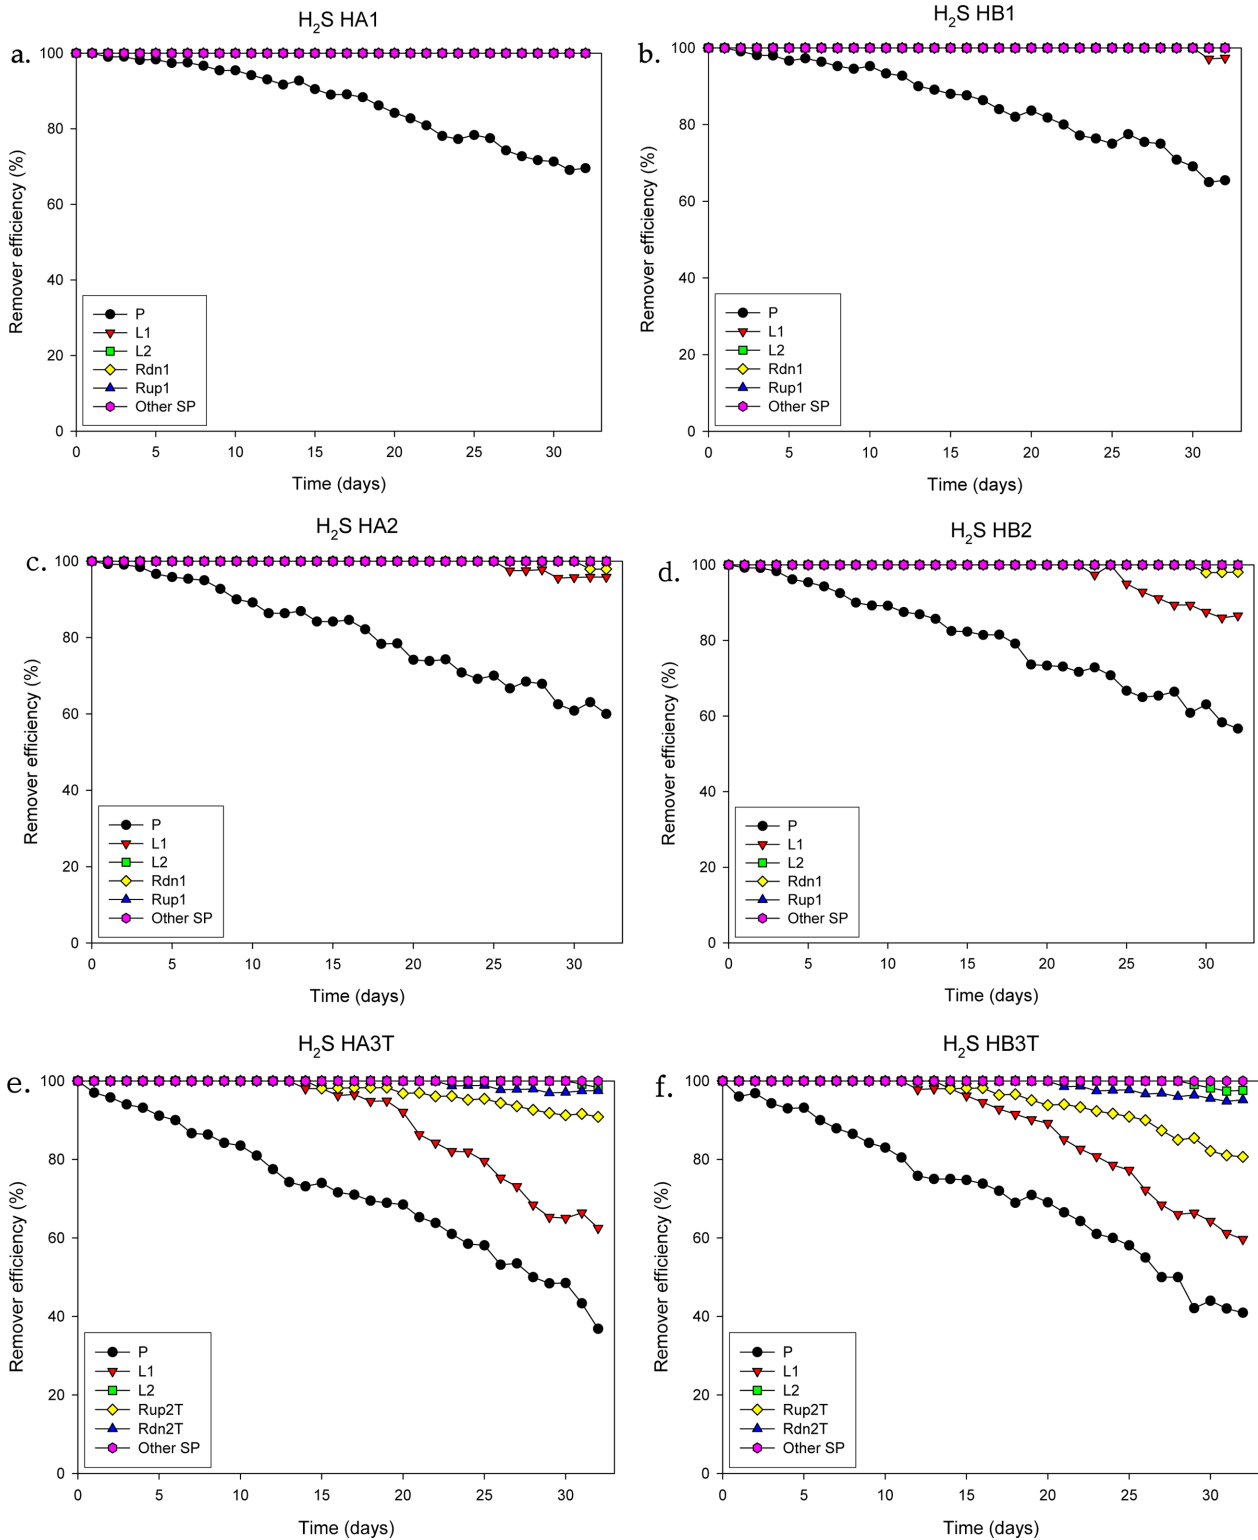 a.
H₂S HA1
Remover efficiency (%)
100
80
60
40
20
0
P
L1
L2
Rdn1
Rup1
Other SP
0 5 10 15 20 25 30
Time (days)
b.
H₂S HB1
Remover efficiency (%)
100
80
60
40
20
0
P
L1
L2
Rdn1
Rup1
Other SP
0 5 10 15 20 25 30
Time (days)
c.
H₂S HA2
Remover efficiency (%)
100
80
60
40
20
0
P
L1
L2
Rdn1
Rup1
Other SP
0 5 10 15 20 25 30
Time (days)
d.
H₂S HB2
Remover efficiency (%)
100
80
60
40
20
0
P
L1
L2
Rdn1
Rup1
Other SP
0 5 10 15 20 25 30
Time (days)
e.
H₂S HA3T
Remover efficiency (%)
100
80
60
40
20
0
P
L1
L2
Rup2T
Rdn2T
Other SP
0 5 10 15 20 25 30
Time (days)
f.
H₂S HB3T
Remover efficiency (%)
100
80
60
40
20
0
P
L1
L2
Rup2T
Rdn2T
Other SP
0 5 10 15 20 25 30
Time (days)